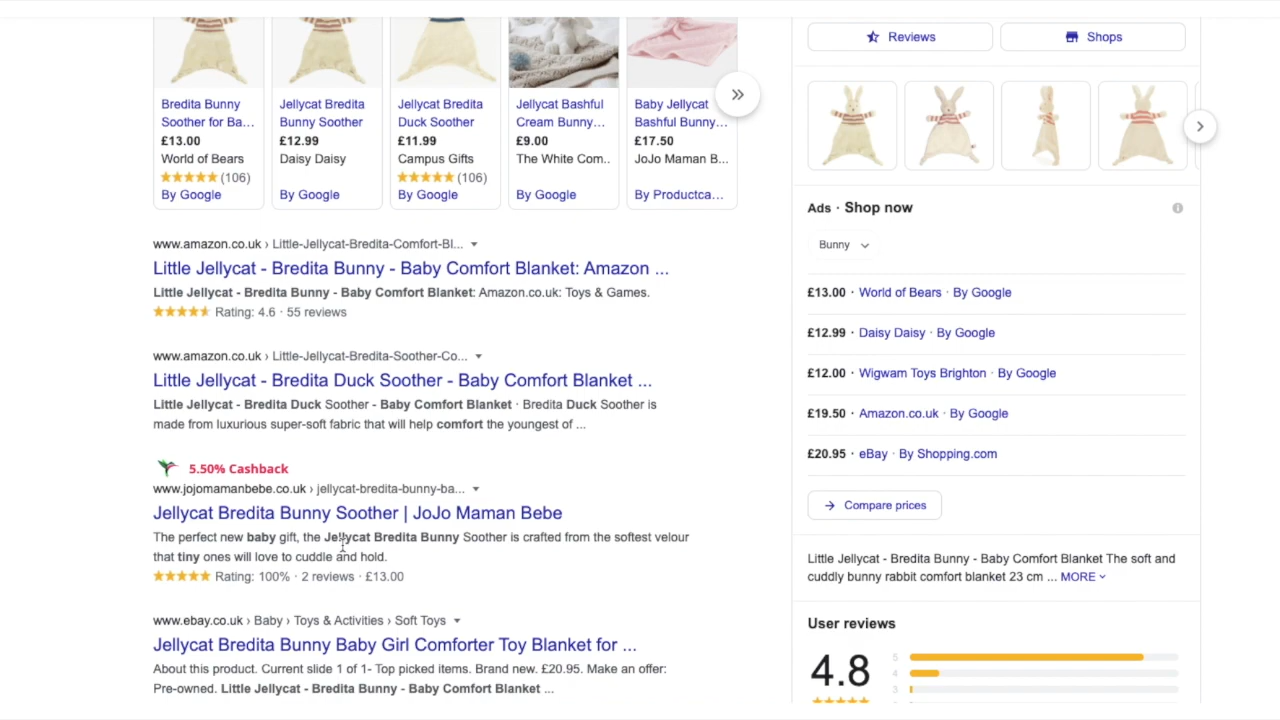 Bredita Bunny
Soother for Ba...
£13.00
World of Bears
(106)
By Google
Jellycat Bredita
Bunny Soother
£12.99
Daisy Daisy
By Google
Jellycat Bredita
Duck Soother
£11.99
Campus Gifts
(106)
By Google
Jellycat Bashful
Cream Bunny...
£9.00
The White Com..
By Google
Baby Jellycat
Bashful Bunny...
£17.50
JoJo Maman B...
By Productca...
www.amazon.co.uk › Little-Jellycat-Bredita-Comfort-Bl...
Little Jellycat - Bredita Bunny - Baby Comfort Blanket: Amazon ...
Little Jellycat - Bredita Bunny - Baby Comfort Blanket: Amazon.co.uk: Toys & Games.
Rating: 4.6 · 55 reviews
www.amazon.co.uk › Little-Jellycat-Bredita-Soother-Co...
Little Jellycat - Bredita Duck Soother - Baby Comfort Blanket ...
Little Jellycat - Bredita Duck Soother - Baby Comfort Blanket · Bredita Duck Soother is
made from luxurious super-soft fabric that will help comfort the youngest of ...
5.50% Cashback
www.jojomamanbebe.co.uk › jellycat-bredita-bunny-ba...
Jellycat Bredita Bunny Soother | JoJo Maman Bebe
The perfect new baby gift, the Jellycat Bredita Bunny Soother is crafted from the softest velour
that tiny ones will love to cuddle and hold.
Rating: 100% · 2 reviews · £13.00
www.ebay.co.uk › Baby › Toys & Activities › Soft Toys
Jellycat Bredita Bunny Baby Girl Comforter Toy Blanket for ...
About this product. Current slide 1 of 1- Top picked items. Brand new. £20.95. Make an offer:
Pre-owned. Little Jellycat - Bredita Bunny - Baby Comfort Blanket ...
Reviews
Shops
Ads · Shop now
Bunny
£13.00 · World of Bears · By Google
£12.99 · Daisy Daisy · By Google
£12.00 · Wigwam Toys Brighton · By Google
£19.50 · Amazon.co.uk · By Google
£20.95 · eBay · By Shopping.com
Compare prices
Little Jellycat - Bredita Bunny - Baby Comfort Blanket The soft and
cuddly bunny rabbit comfort blanket 23 cm ... MORE
User reviews
4.8
5
4
3